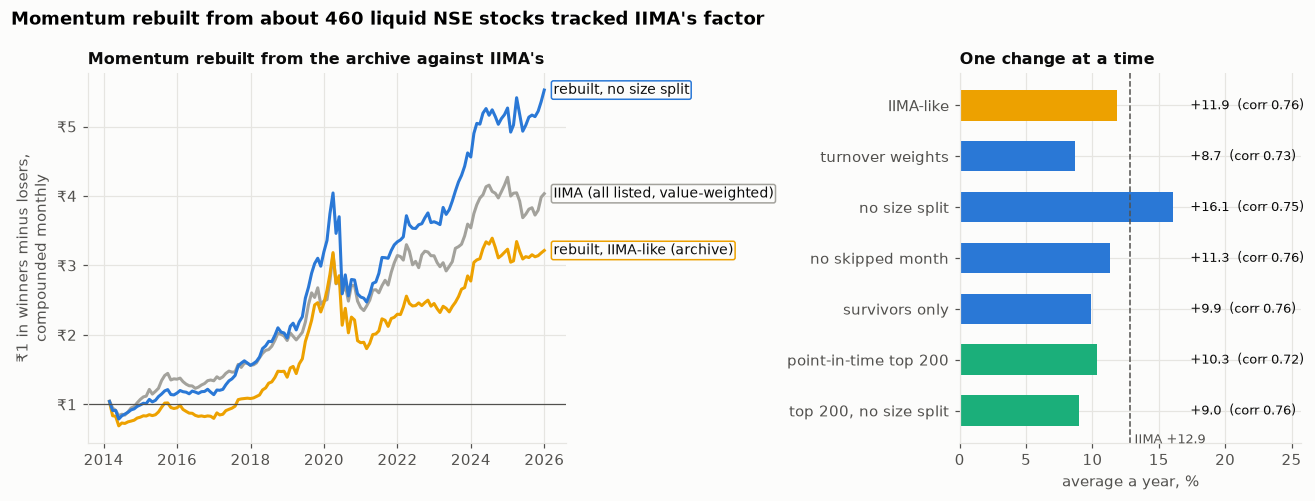 Momentum rebuilt from about 460 liquid NSE stocks tracked IIMA's factor
Momentum rebuilt from the archive against IIMA's
₹1 in winners minus losers,
compounded monthly
₹5
₹4
₹3
₹2
₹1
2014
2016
2018
2020
2022
2024
2026
rebuilt, no size split
IIMA (all listed, value-weighted)
rebuilt, IIMA-like (archive)
One change at a time
IIMA-like
+11.9 (corr 0.76)
turnover weights
+8.7 (corr 0.73)
no size split
+16.1 (corr 0.75)
no skipped month
+11.3 (corr 0.76)
survivors only
+9.9 (corr 0.76)
point-in-time top 200
+10.3 (corr 0.72)
top 200, no size split
+9.0 (corr 0.76)
IIMA +12.9
0
5
10
15
20
25
average a year, %